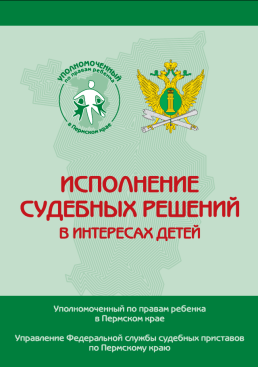 УПОЛНОМОЧЕННЫЙ
по правам ребенка
в Пермском крае
ИСПОЛНЕНИЕ
СУДЕБНЫХ РЕШЕНИЙ
В ИНТЕРЕСАХ ДЕТЕЙ
Уполномоченный по правам ребенка
в Пермском крае
Управление Федеральной службы судебных приставов
по Пермскому краю